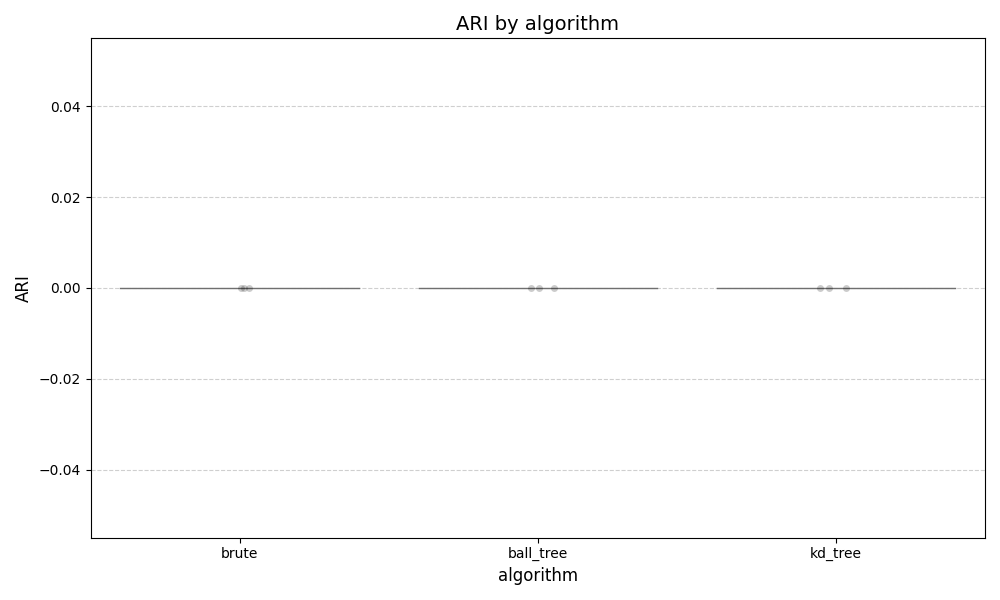 ARI by algorithm
0.04
0.02
0.00
−0.02
−0.04
ARI
brute
ball_tree
kd_tree
algorithm